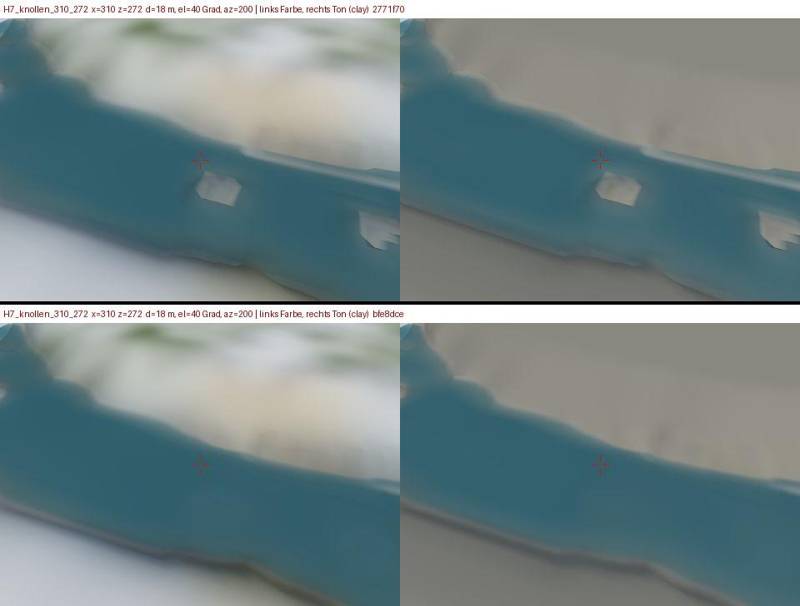 H7_knollen_310_272 x=310 z=272 d=18 m, el=40 Grad, az=200 | links Farbe, rechts Ton (clay) 2771f70
H7_knollen_310_272 x=310 z=272 d=18 m, el=40 Grad, az=200 | links Farbe, rechts Ton (clay) bfe8dce